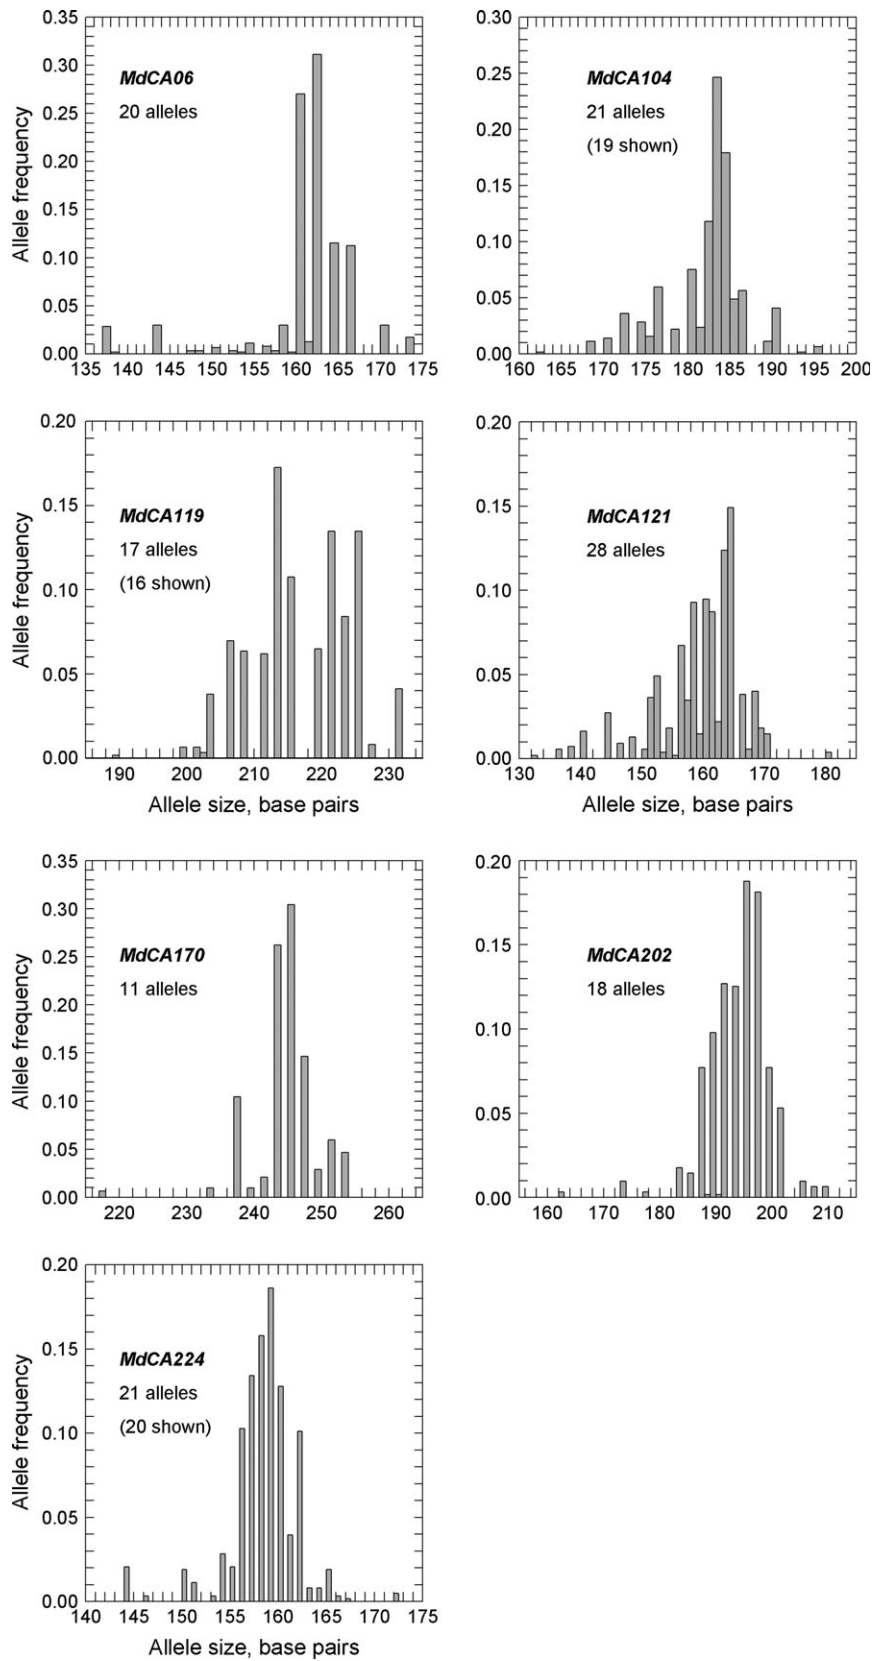 0.35
0.30
0.25
0.20
0.15
0.10
0.05
0.00
Allele frequency
MdCA06
20 alleles
135 140 145 150 155 160 165 170 175
0.30
0.25
0.20
0.15
0.10
0.05
0.00
MdCA104
21 alleles
(19 shown)
160 165 170 175 180 185 190 195 200
0.20
0.15
0.10
0.05
0.00
Allele frequency
MdCA119
17 alleles
(16 shown)
190 200 210 220 230
Allele size, base pairs
0.20
0.15
0.10
0.05
0.00
MdCA121
28 alleles
130 140 150 160 170 180
Allele size, base pairs
0.35
0.30
0.25
0.20
0.15
0.10
0.05
0.00
Allele frequency
MdCA170
11 alleles
220 230 240 250 260
0.20
0.15
0.10
0.05
0.00
MdCA202
18 alleles
160 170 180 190 200 210
0.20
0.15
0.10
0.05
0.00
Allele frequency
MdCA224
21 alleles
(20 shown)
140 145 150 155 160 165 170 175
Allele size, base pairs